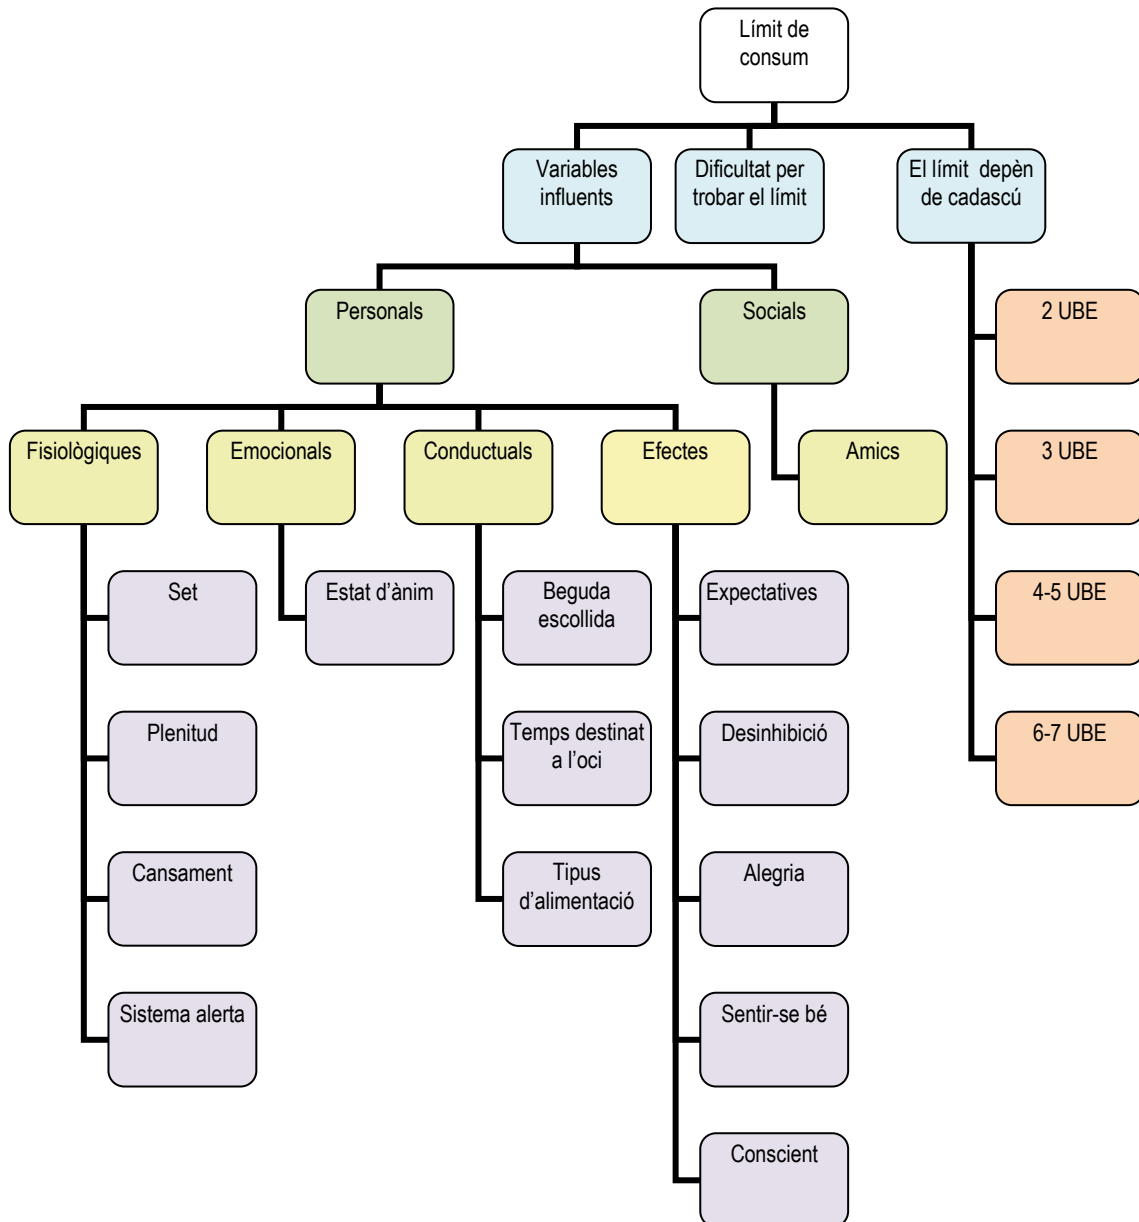 Límit de
consum
Variables
influents
Dificultat per
trobar el límit
El límit depèn
de cadascú
Personals
Socials
2 UBE
Fisiològiques
Emocionals
Conductuals
Efectes
Amics
3 UBE
Set
Estat d’ànim
Beguda
escollida
Expectatives
4-5 UBE
Plenitud
Temps destinat
a l’oci
Desinhibició
6-7 UBE
Cansament
Tipus
d’alimentació
Alegria
Sistema alerta
Sentir-se bé
Conscient